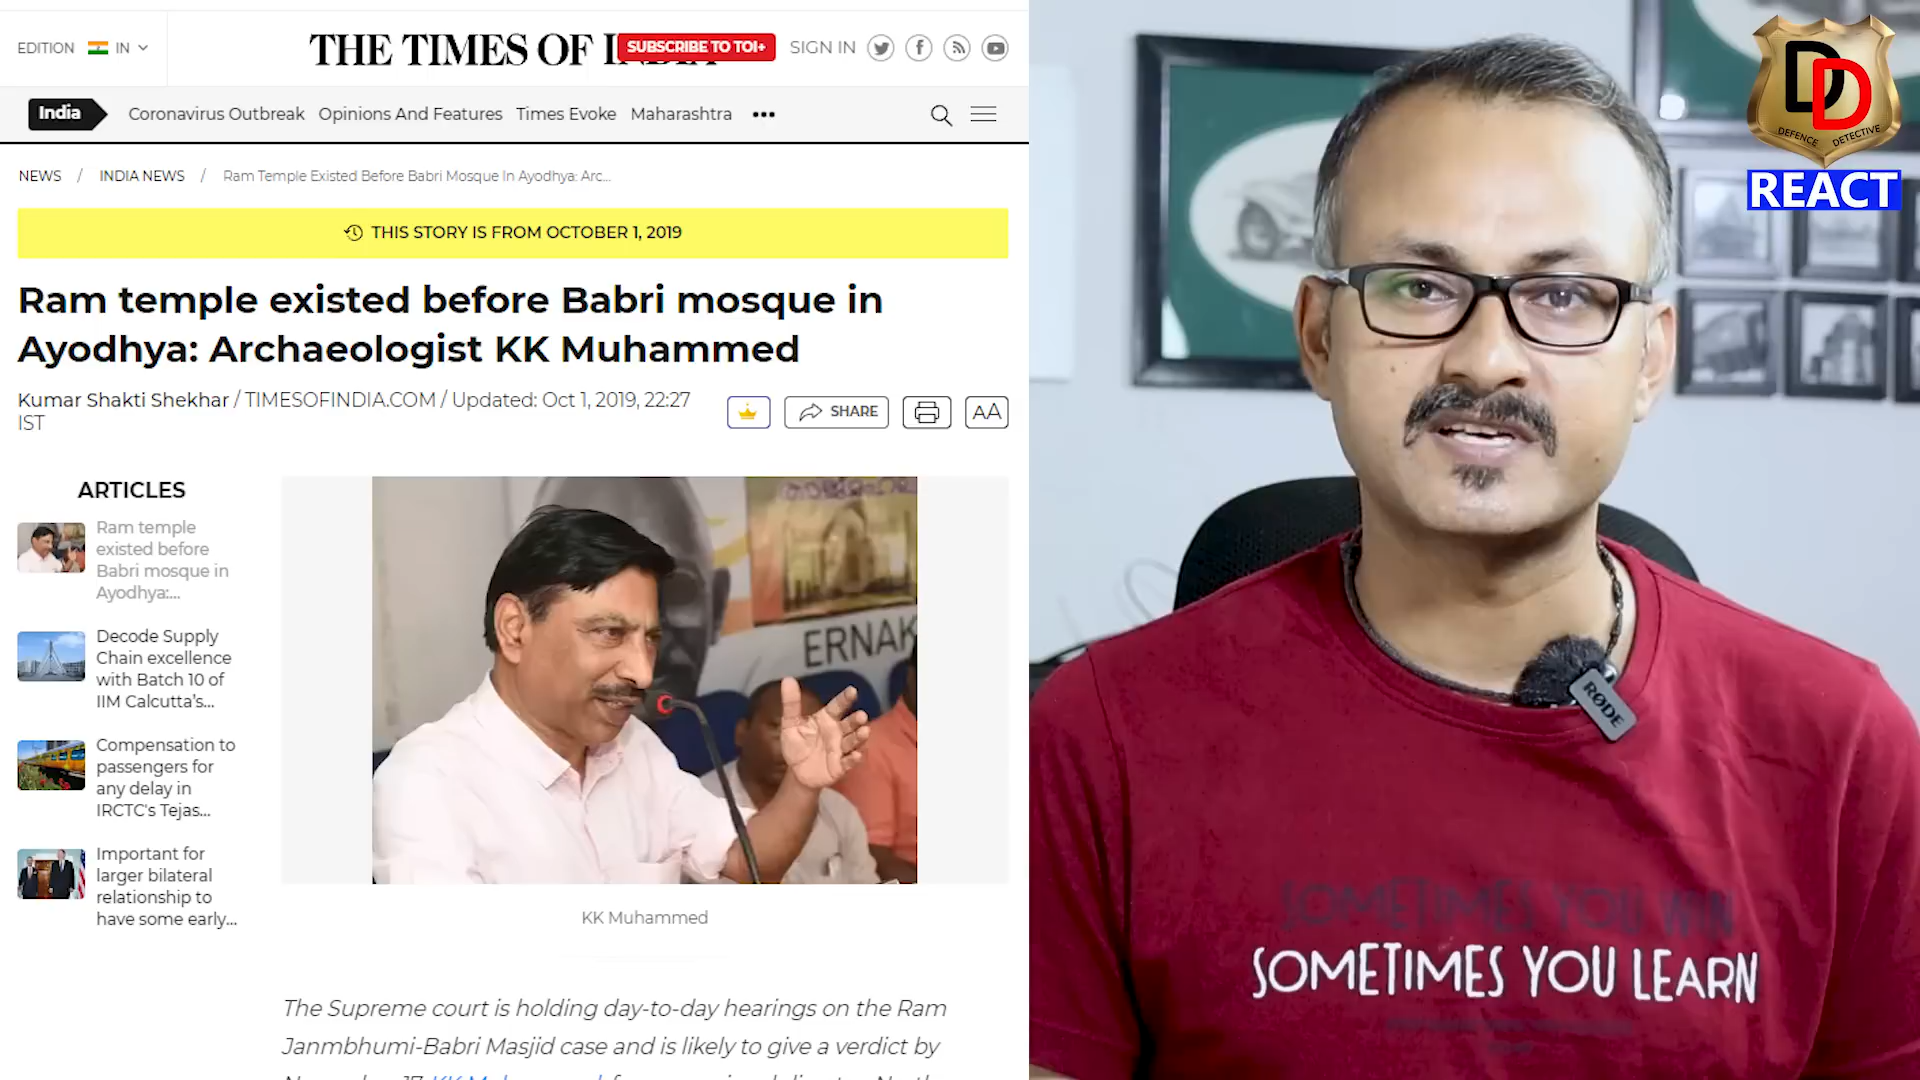 EDITION IN
THE TIMES OF INDIA
SUBSCRIBE TO TOI+
SIGN IN
India
Coronavirus Outbreak Opinions And Features Times Evoke Maharashtra •••
NEWS / INDIA NEWS / Ram Temple Existed Before Babri Mosque In Ayodhya: Arc...
THIS STORY IS FROM OCTOBER 1, 2019
Ram temple existed before Babri mosque in
Ayodhya: Archaeologist KK Muhammed
Kumar Shakti Shekhar / TIMESOFINDIA.COM / Updated: Oct 1, 2019, 22:27
IST
SHARE
AA
ARTICLES
Ram temple
existed before
Babri mosque in
Ayodhya:...
Decode Supply
Chain excellence
with Batch 10 of
IIM Calcutta's...
Compensation to
passengers for
any delay in
IRCTC's Tejas...
Important for
larger bilateral
relationship to
have some early...
ERNAK
KK Muhammed
The Supreme court is holding day-to-day hearings on the Ram
Janmbhumi-Babri Masjid case and is likely to give a verdict by
DD
DEFENCE DETECTIVE
REACT
RØDE
SOMETIMES YOU WIN
SOMETIMES YOU LEARN